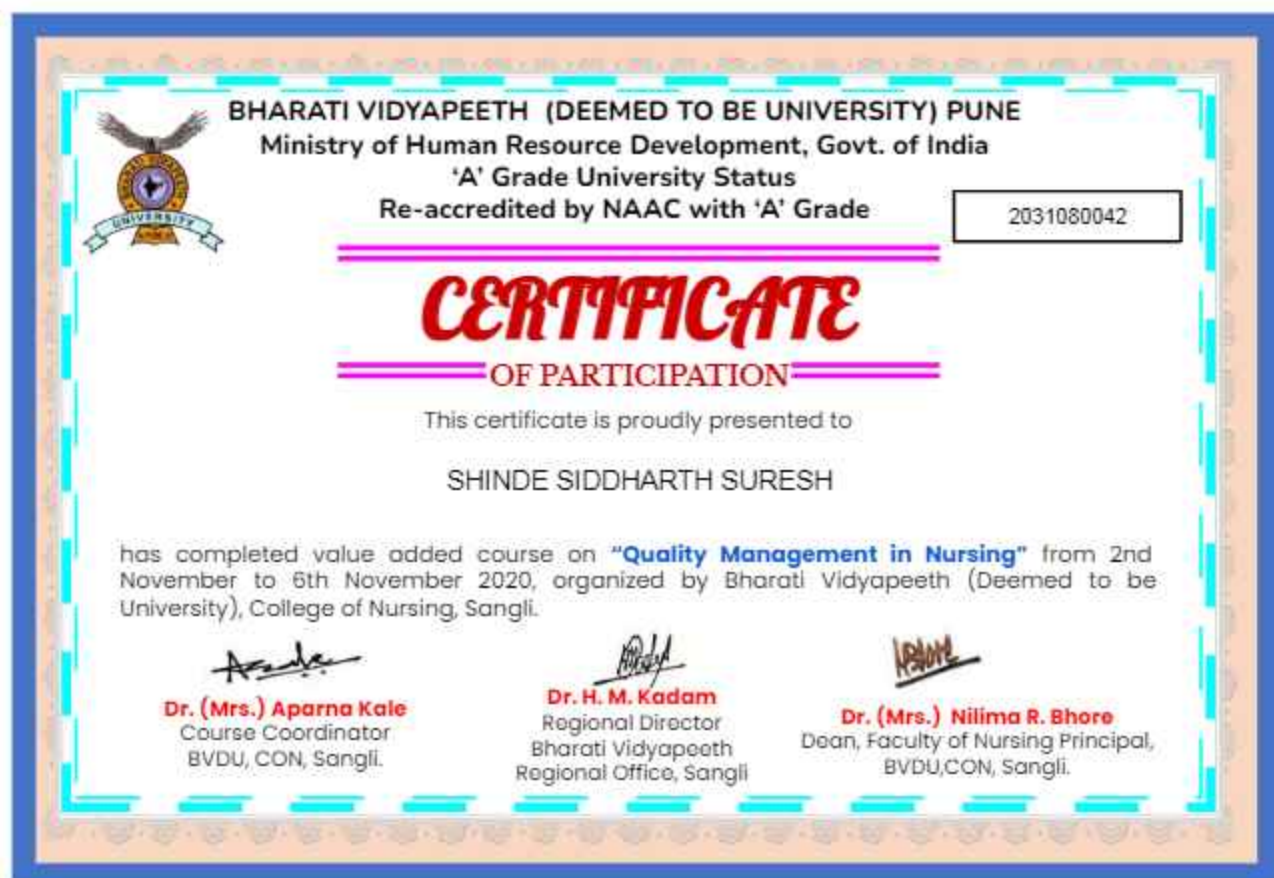 BHARATI VIDYAPEETH (DEEMED TO BE UNIVERSITY) PUNE
Ministry of Human Resource Development, Govt. of India
‘A’ Grade University Status
Re-accredited by NAAC with ‘A’ Grade
2031080042
BHARATI VIDYAPEETH
UNIVERSITY
CERTIFICATE
OF PARTICIPATION
This certificate is proudly presented to
SHINDE SIDDHARTH SURESH
has completed value added course on “Quality Management in Nursing” from 2nd
November to 6th November 2020, organized by Bharati Vidyapeeth (Deemed to be
University), College of Nursing, Sangli.
Dr. (Mrs.) Aparna Kale
Course Coordinator
BVDU, CON, Sangli.
Dr. H. M. Kadam
Regional Director
Bharati Vidyapeeth
Regional Office, Sangli
Dr. (Mrs.) Nilima R. Bhore
Dean, Faculty of Nursing Principal,
BVDU,CON, Sangli.